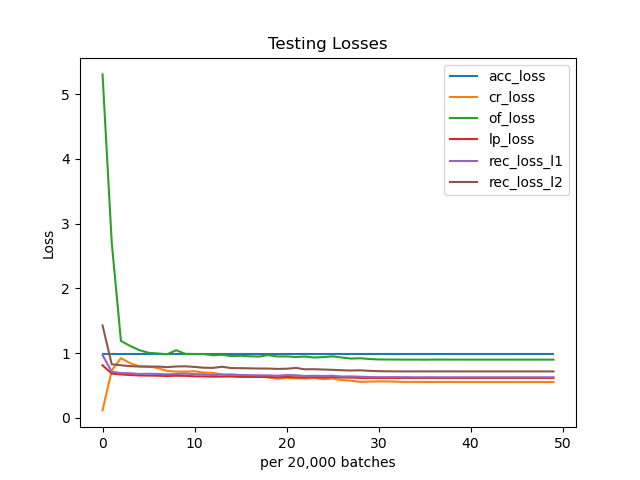 Testing Losses
Loss
5
4
3
2
1
0
acc_loss
cr_loss
of_loss
lp_loss
rec_loss_l1
rec_loss_l2
0 10 20 30 40 50
per 20,000 batches